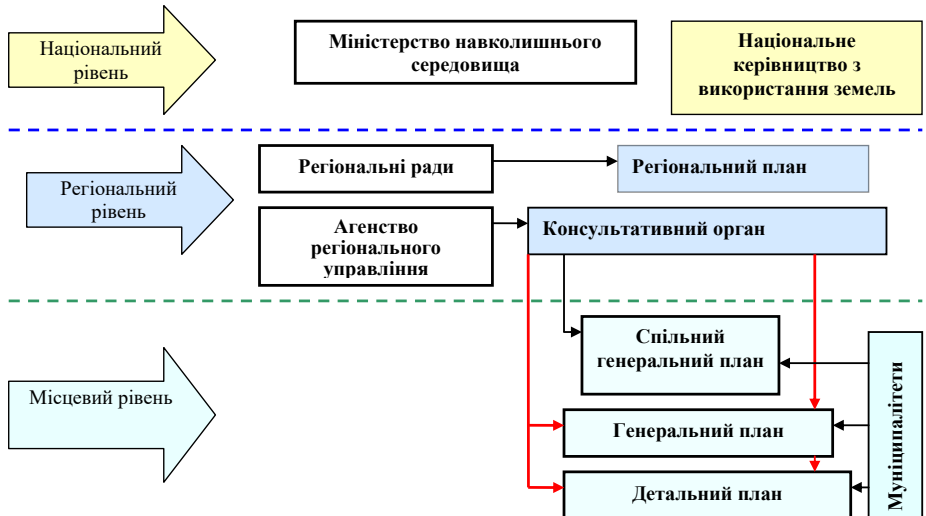 Національний
рівень
Міністерство навколишнього
середовища
Національне
керівництво з
використання земель
Регіональний
рівень
Регіональні ради
Регіональний план
Агенство
регіонального
управління
Консультативний орган
Місцевий рівень
Спільний
генеральний план
Генеральний план
Детальний план
Муніципалітети